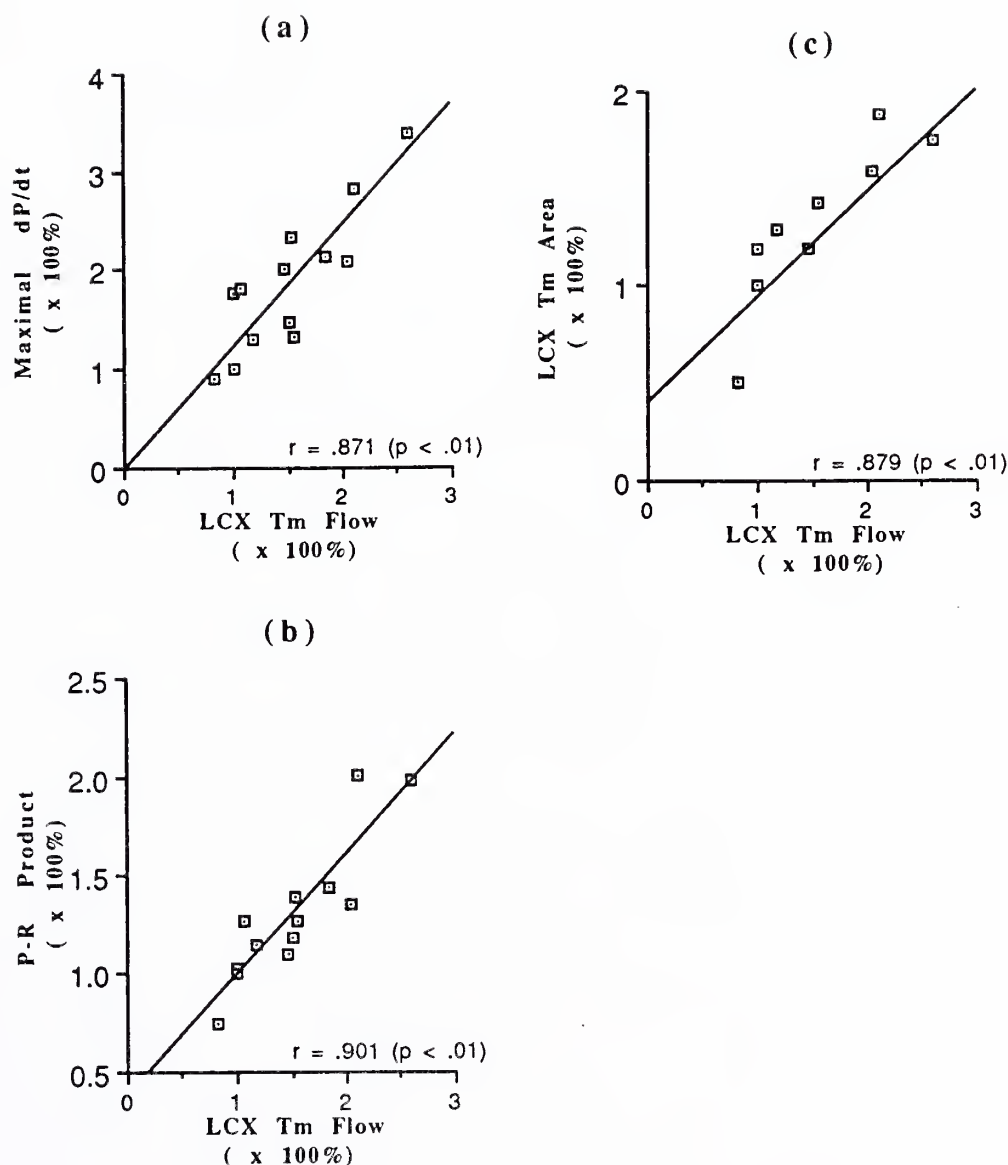 (a)
4
3
2
1
0
Maximal dP/dt
( x 100%)
r = .871 (p < .01)
0 1 2 3
LCX Tm Flow
( x 100%)
(c)
2
1
0
LCX Tm Area
( x 100%)
r = .879 (p < .01)
0 1 2 3
LCX Tm Flow
( x 100%)
(b)
2.5
2.0
1.5
1.0
0.5
P-R Product
( x 100%)
r = .901 (p < .01)
0 1 2 3
LCX Tm Flow
( x 100%)